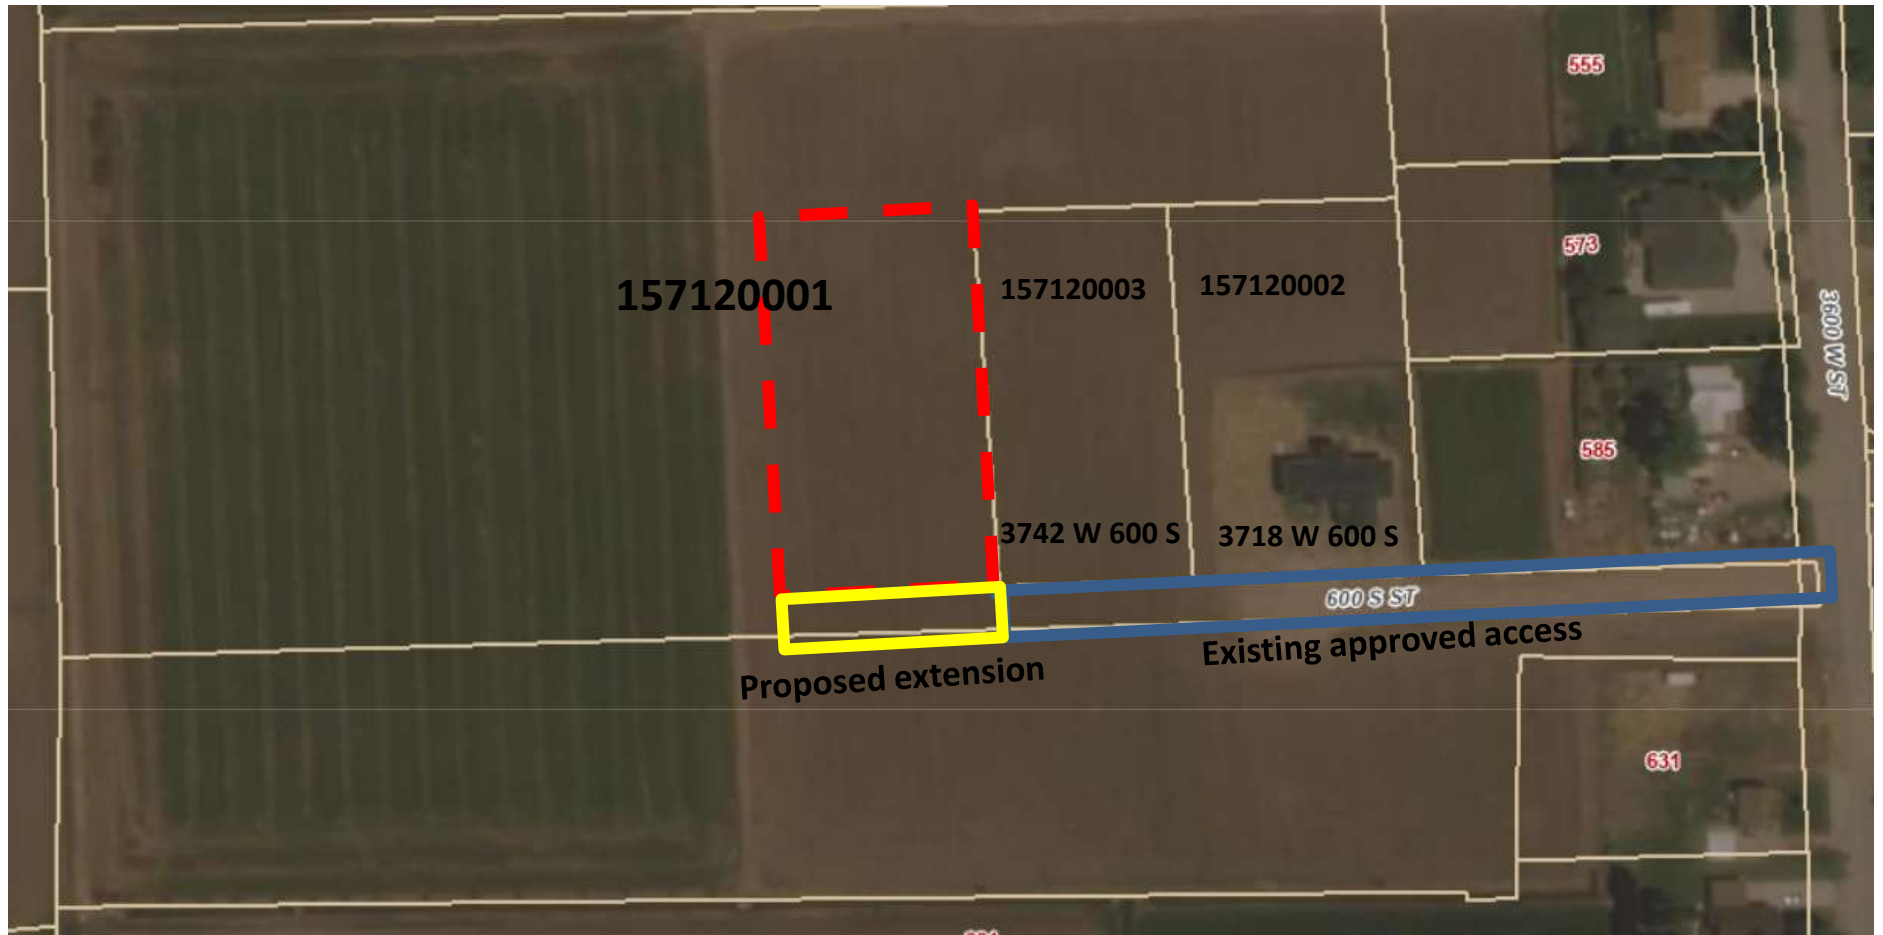 555
573
157120001
157120003
157120002
3600 W ST
585
3742 W 600 S
3718 W 600 S
600 S ST
Existing approved access
Proposed extension
631